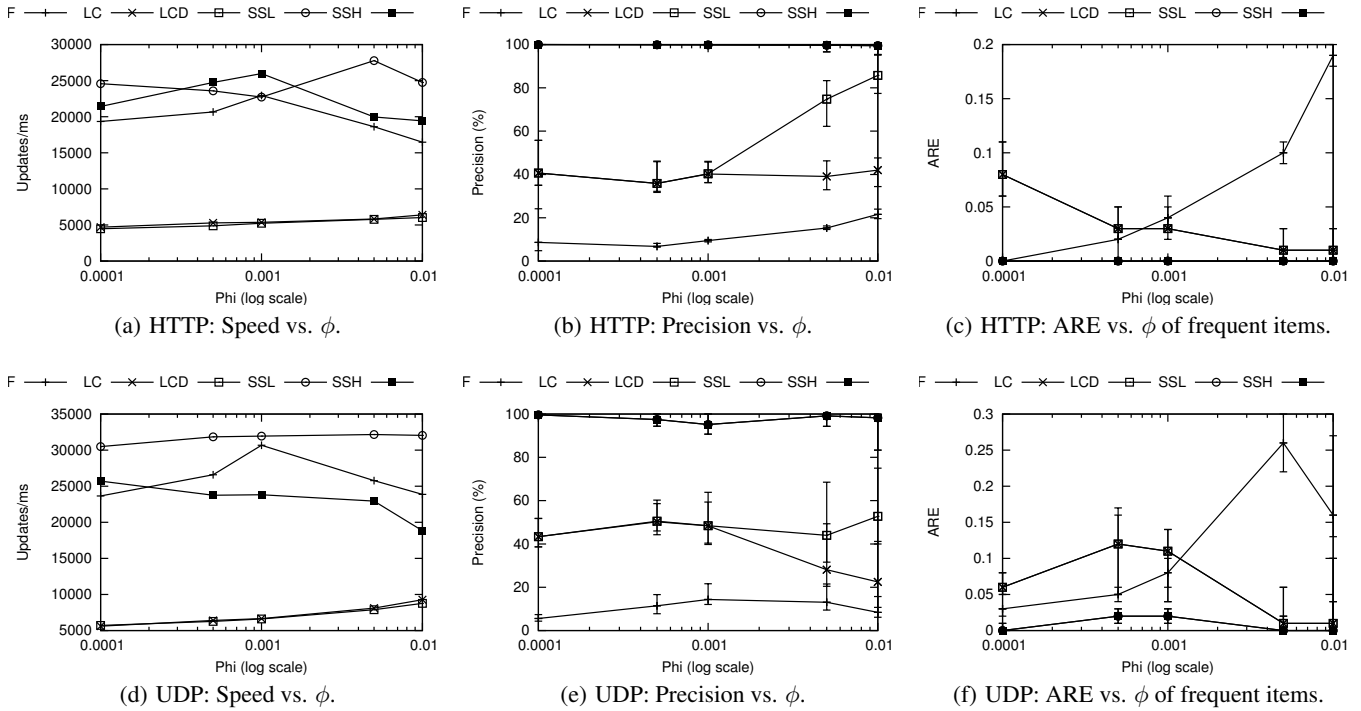 F LC LCD SSL SSH
30000
25000
20000
15000
10000
5000
0
Updates/ms
0.0001 0.001 0.01
Phi (log scale)
(a) HTTP: Speed vs. ϕ.
F LC LCD SSL SSH
100
80
60
40
20
0
Precision (%)
0.0001 0.001 0.01
Phi (log scale)
(b) HTTP: Precision vs. ϕ.
F LC LCD SSL SSH
0.2
0.15
0.1
0.05
0
ARE
0.0001 0.001 0.01
Phi (log scale)
(c) HTTP: ARE vs. ϕ of frequent items.
F LC LCD SSL SSH
35000
30000
25000
20000
15000
10000
5000
Updates/ms
0.0001 0.001 0.01
Phi (log scale)
(d) UDP: Speed vs. ϕ.
F LC LCD SSL SSH
100
80
60
40
20
0
Precision (%)
0.0001 0.001 0.01
Phi (log scale)
(e) UDP: Precision vs. ϕ.
F LC LCD SSL SSH
0.3
0.25
0.2
0.15
0.1
0.05
0
ARE
0.0001 0.001 0.01
Phi (log scale)
(f) UDP: ARE vs. ϕ of frequent items.